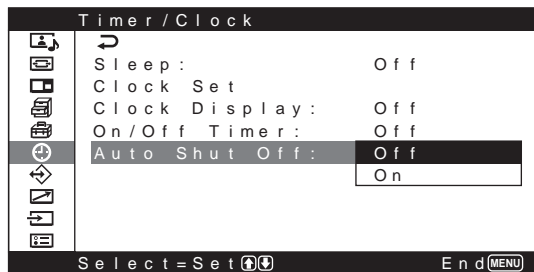 Timer/Clock
Sleep: Off
Clock Set
Clock Display: Off
On/Off Timer: Off
Auto Shut Off: Off
On
Select=Set End MENU